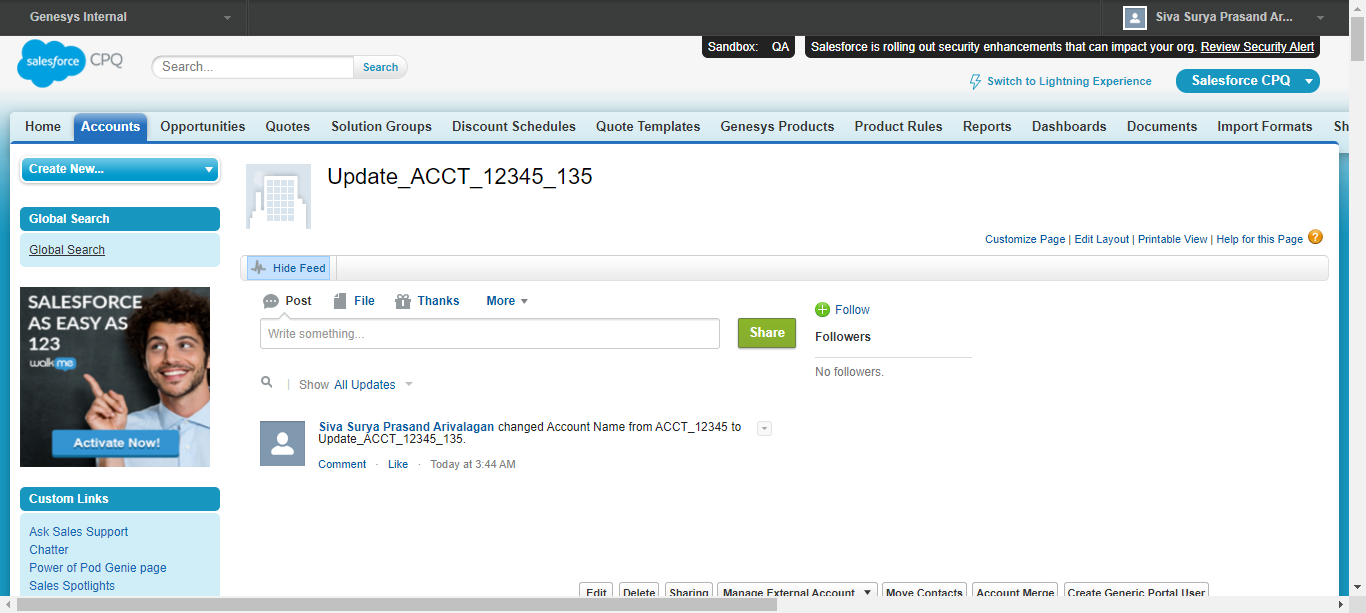 Genesys Internal
Siva Surya Prasand Ar...
salesforce CPQ
Search...
Search
Sandbox: QA
Salesforce is rolling out security enhancements that can impact your org. Review Security Alert
Switch to Lightning Experience
Salesforce CPQ
Home Accounts Opportunities Quotes Solution Groups Discount Schedules Quote Templates Genesys Products Product Rules Reports Dashboards Documents Import Formats Sh
Create New...
Global Search
Global Search
SALESFORCE
AS EASY AS
123
walkme
Activate Now!
Custom Links
Ask Sales Support
Chatter
Power of Pod Genie page
Sales Spotlights
Update_ACCT_12345_135
Customize Page | Edit Layout | Printable View | Help for this Page ?
Hide Feed
Post File Thanks More
Write something...
Share
Show All Updates
Siva Surya Prasand Arivalagan changed Account Name from ACCT_12345 to
Update_ACCT_12345_135.
Comment · Like · Today at 3:44 AM
Follow
Followers
No followers.
Edit Delete Sharing Manage External Account Move Contacts Account Merge Create Generic Portal User